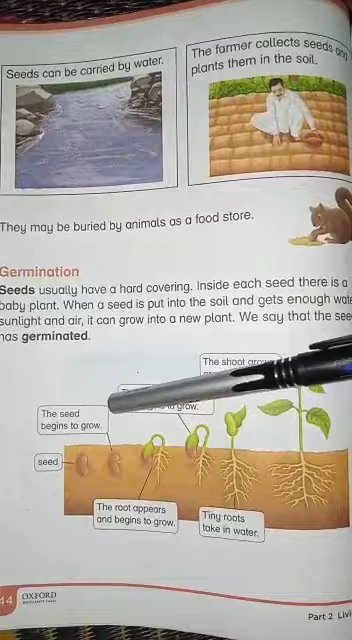 Seeds can be carried by water.
The farmer collects seeds and
plants them in the soil.
They may be buried by animals as a food store.
Germination
Seeds usually have a hard covering. Inside each seed there is a
baby plant. When a seed is put into the soil and gets enough
sunlight and air, it can grow into a new plant. We say that the
has germinated.
The shoot
to grow.
The seed
begins to grow.
seed
The root appears
and begins to grow.
Tiny roots
take in water.
44
OXFORD
UNIVERSITY PRESS
Part 2